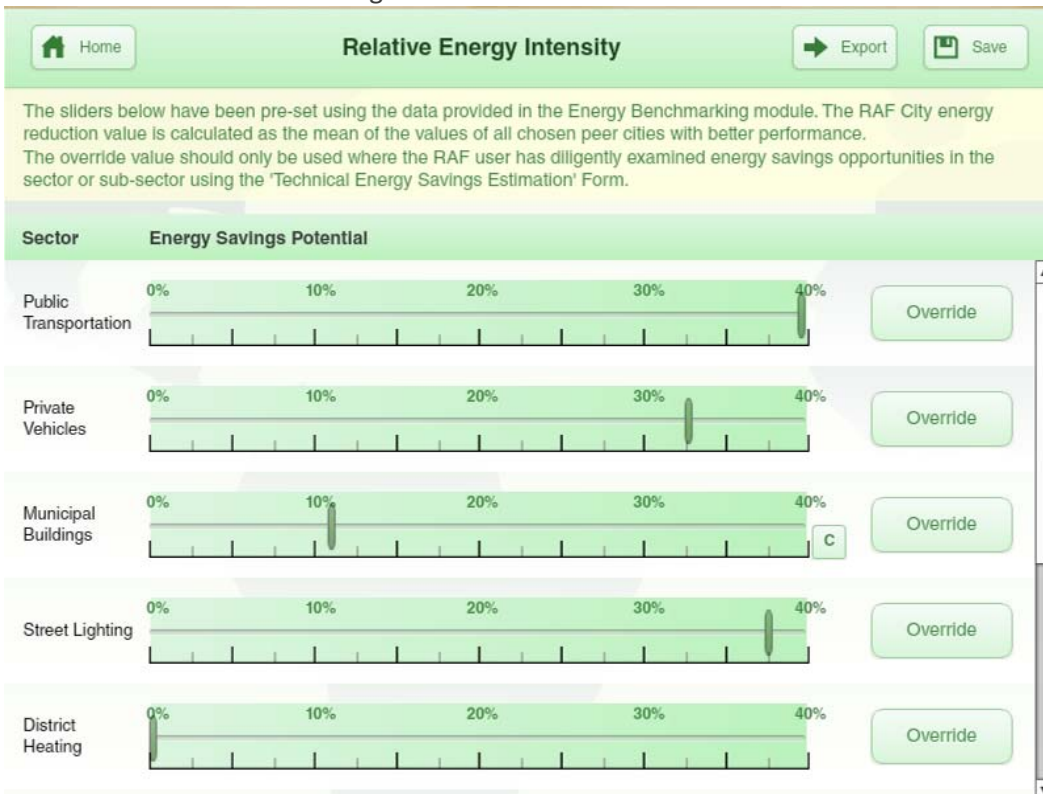 Home
Relative Energy Intensity
Export
Save
The sliders below have been pre-set using the data provided in the Energy Benchmarking module. The RAF City energy
reduction value is calculated as the mean of the values of all chosen peer cities with better performance.
The override value should only be used where the RAF user has diligently examined energy savings opportunities in the
sector or sub-sector using the 'Technical Energy Savings Estimation' Form.
Sector Energy Savings Potential
Public
Transportation
0% 10% 20% 30% 40%
Override
Private
Vehicles
0% 10% 20% 30% 40%
Override
Municipal
Buildings
0% 10% 20% 30% 40%
C
Override
Street Lighting
0% 10% 20% 30% 40%
Override
District
Heating
0% 10% 20% 30% 40%
Override